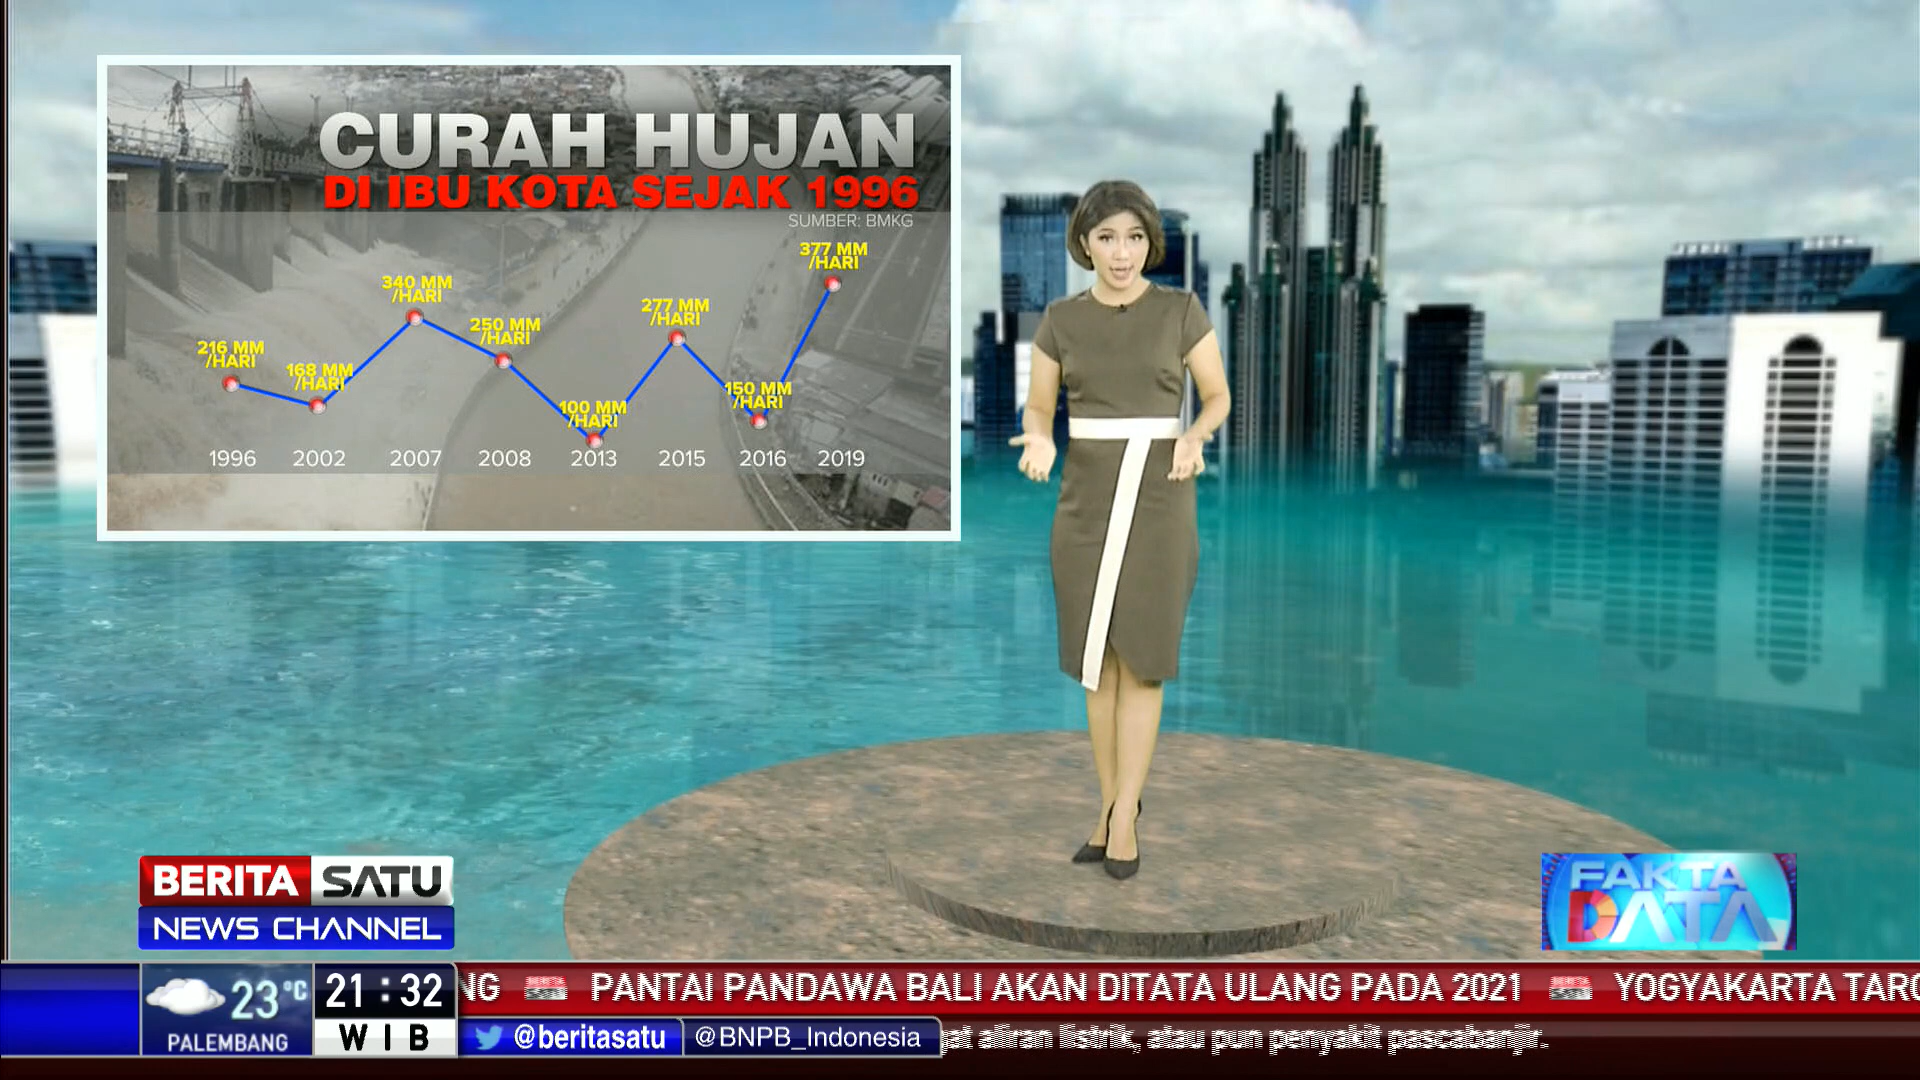 CURAH HUJAN
DI IBU KOTA SEJAK 1996
SUMBER: BMKG
216 MM
/HARI
168 MM
/HARI
340 MM
/HARI
250 MM
/HARI
100 MM
/HARI
277 MM
/HARI
150 MM
/HARI
377 MM
/HARI
1996 2002 2007 2008 2013 2015 2016 2019
BERITA SATU
NEWS CHANNEL
FAKTA
DATA
23°C
PALEMBANG
21:32
WIB
NG PANTAI PANDAWA BALI AKAN DITATA ULANG PADA 2021 YOGYAKARTA TARG
@beritasatu @BNPB_Indonesia
aliran listrik, atau pun penyakit pascabanjir.